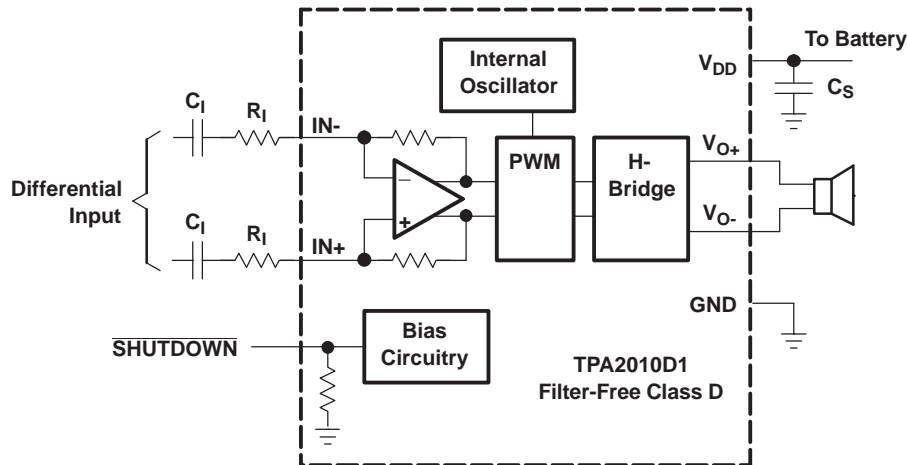 Internal
Oscillator
To Battery
V_DD
C_S
C_I
R_I
IN-
Differential
Input
−
+
PWM
H-
Bridge
V_O+
V_O-
C_I
R_I
IN+
GND
SHUTDOWN
Bias
Circuitry
TPA2010D1
Filter-Free Class D